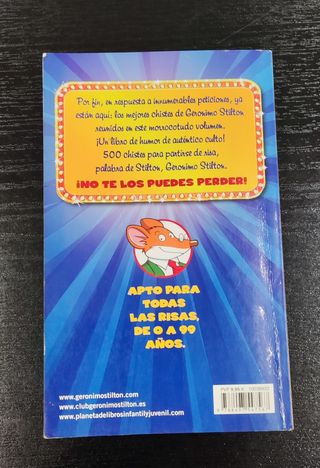 Por fin, en respuesta a innumerables peticiones, ya
están aquí: los mejores chistes de Geronimo Stilton
reunidos en este morrocotudo volumen.
¡Un libro de humor de auténtico culto!
500 chistes para partirse de risa,
palabra de Stilton, Geronimo Stilton.
¡NO TE LOS PUEDES PERDER!
APTO PARA
TODAS
LAS RISAS,
DE 0 A 99
AÑOS.
www.geronimostilton.com
www.clubgeronimostilton.es
www.planetadelibrosinfantilyjuvenil.com
PVP 9,95 €